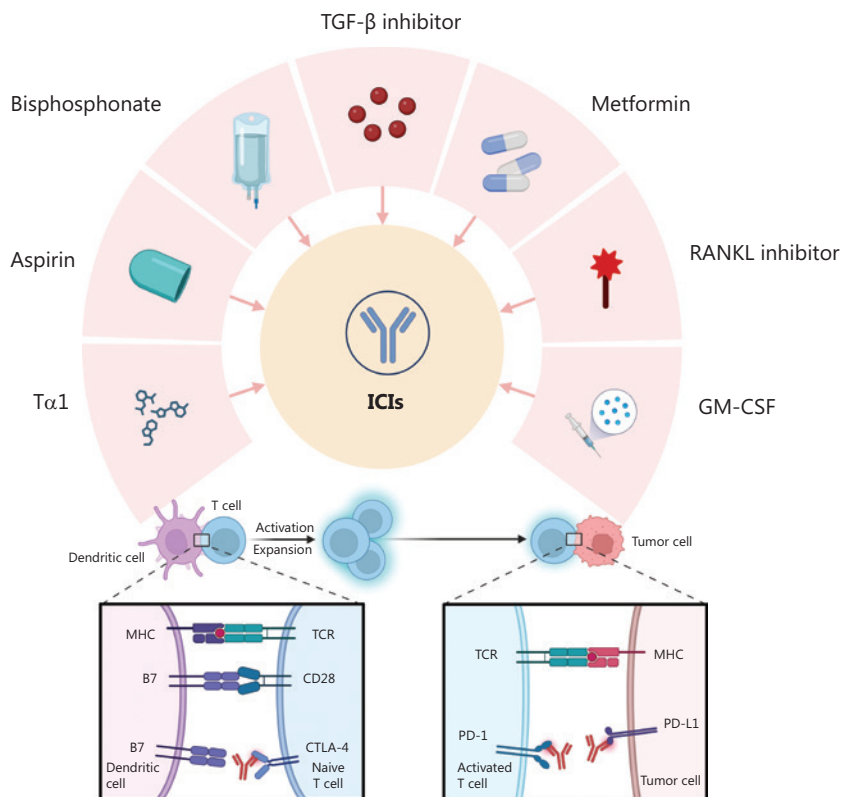 TGF-β inhibitor
Bisphosphonate
Metformin
Aspirin
RANKL inhibitor
Tα1
ICIs
GM-CSF
T cell
Dendritic cell
Activation
Expansion
Tumor cell
MHC
TCR
B7
CD28
B7
CTLA-4
Dendritic
cell
Naive
T cell
TCR
MHC
PD-1
PD-L1
Activated
T cell
Tumor cell